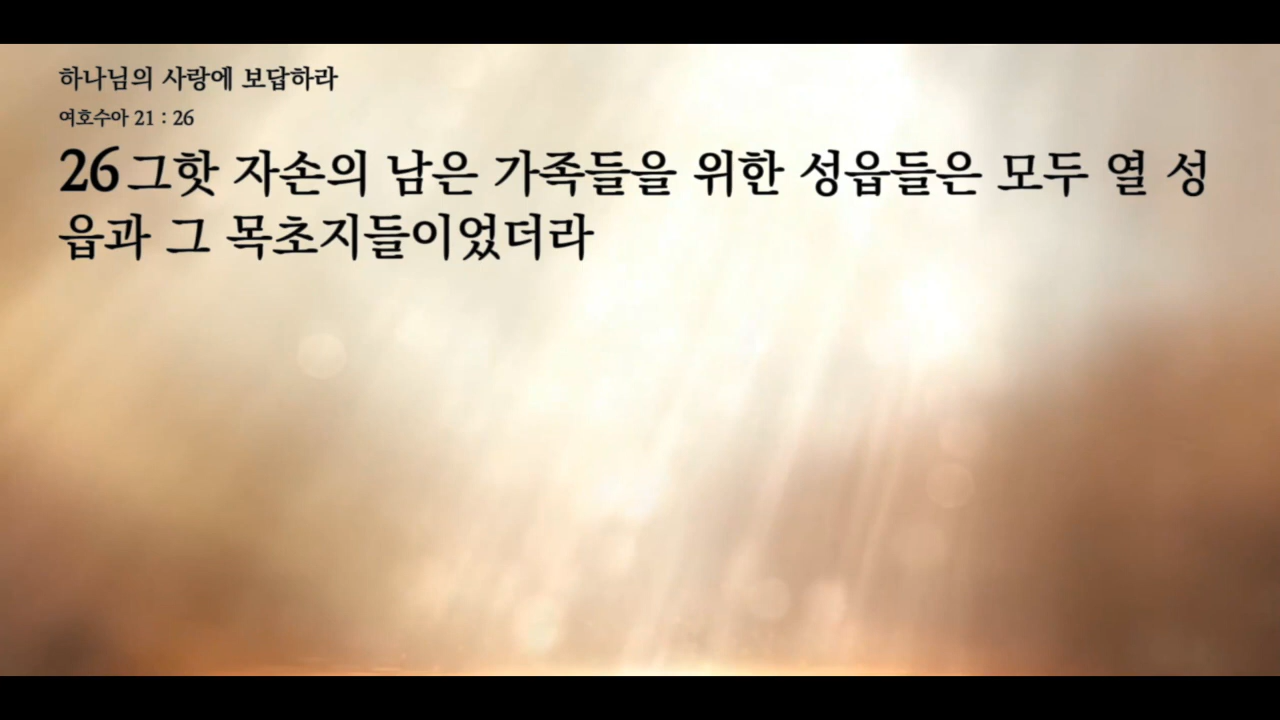 하나님의 사랑에 보답하라
여호수아 21 : 26
26 그핫 자손의 남은 가족들을 위한 성읍들은 모두 열 성
읍과 그 목초지들이었더라